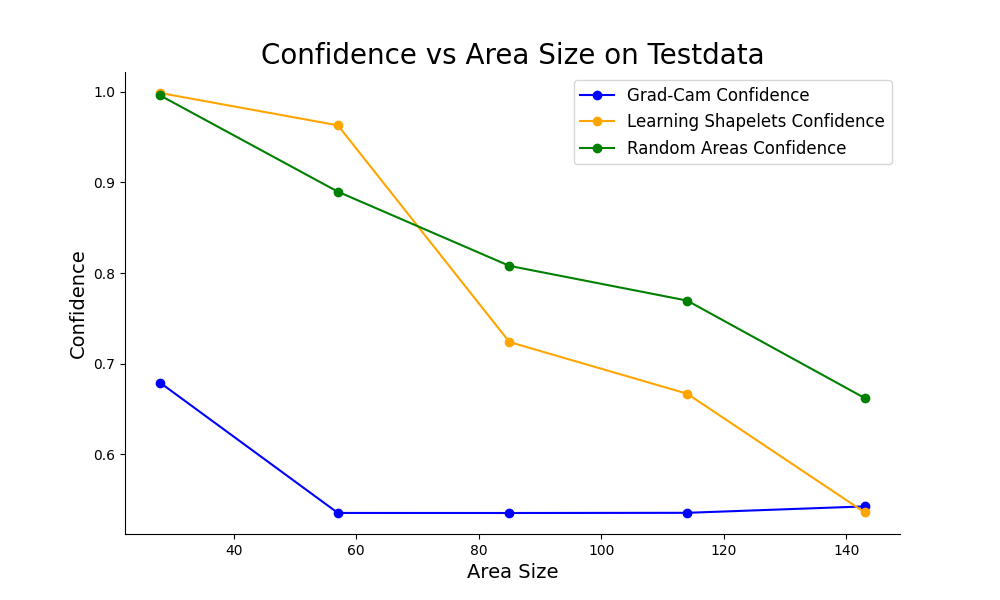 Confidence vs Area Size on Testdata
Grad-Cam Confidence
Learning Shapelets Confidence
Random Areas Confidence
Confidence
1.0
0.9
0.8
0.7
0.6
40 60 80 100 120 140
Area Size